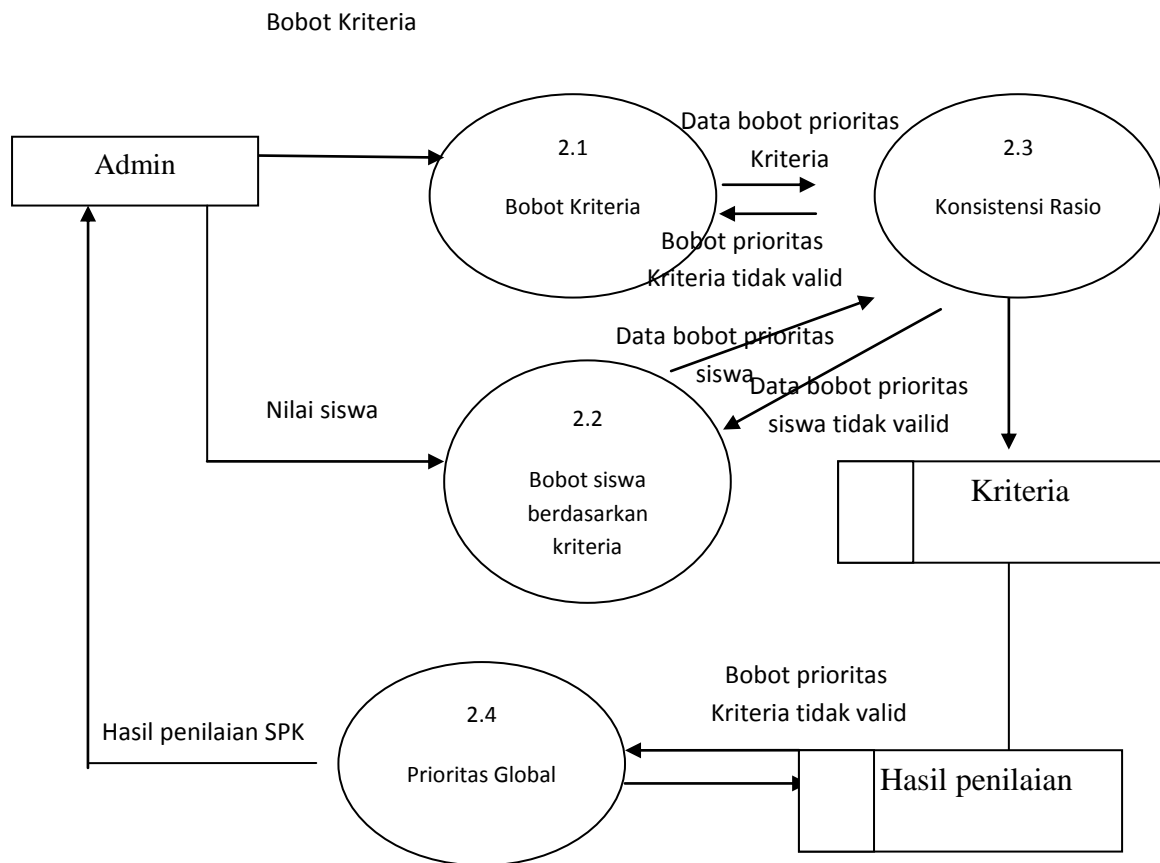 Bobot Kriteria
Admin
2.1
Bobot Kriteria
Data bobot prioritas
Kriteria
Bobot prioritas
Kriteria tidak valid
2.3
Konsistensi Rasio
Data bobot prioritas
siswa
Data bobot prioritas
siswa tidak vailid
Nilai siswa
2.2
Bobot siswa
berdasarkan
kriteria
Kriteria
Bobot prioritas
Kriteria tidak valid
Hasil penilaian SPK
2.4
Prioritas Global
Hasil penilaian